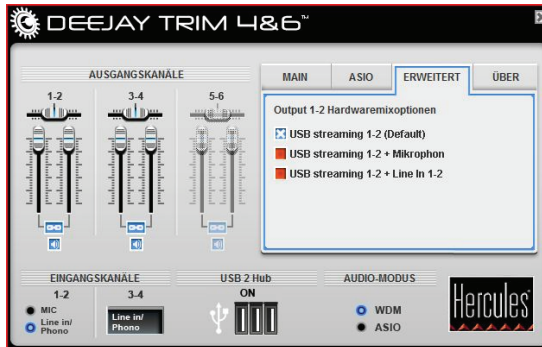 DEEJAY TRIM 4&6™
AUSGANGSKANÄLE
1-2
3-4
5-6
MAIN
ASIO
ERWEITERT
ÜBER
Output 1-2 Hardwaremixoptionen
USB streaming 1-2 (Default)
USB streaming 1-2 + Mikrophon
USB streaming 1-2 + Line In 1-2
EINGANGSKANÄLE
1-2
MIC
Line in/
Phono
3-4
Line in/
Phono
USB 2 Hub
ON
AUDIO-MODUS
WDM
ASIO
Hercules